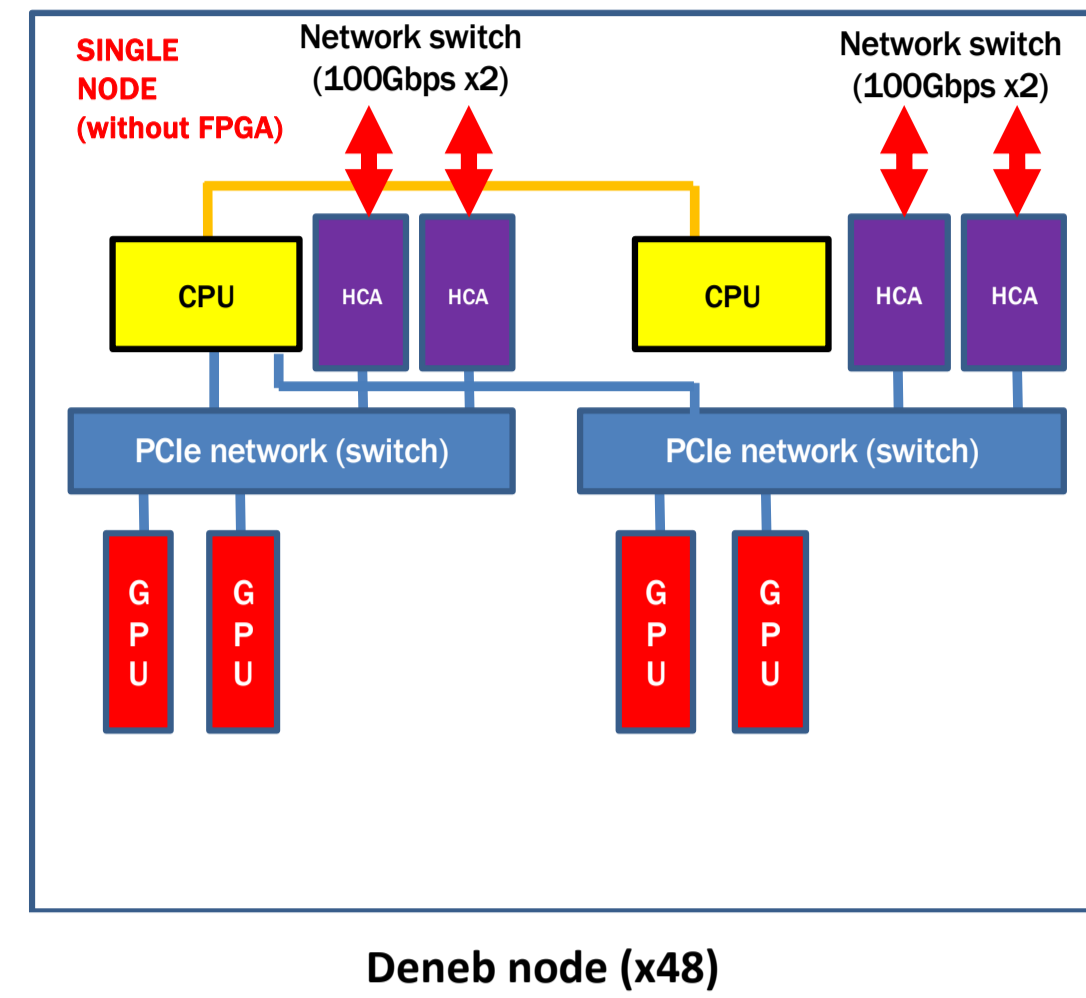 SINGLE
NODE
(without FPGA)
Network switch
(100Gbps x2)
Network switch
(100Gbps x2)
CPU
HCA
HCA
CPU
HCA
HCA
PCIe network (switch)
PCIe network (switch)
G
P
U
G
P
U
G
P
U
G
P
U
Deneb node (x48)